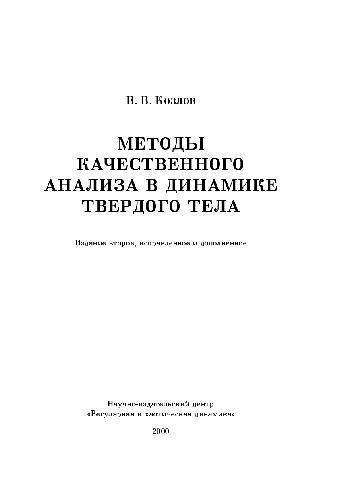 В. В. Козлов
МЕТОДЫ
КАЧЕСТВЕННОГО
АНАЛИЗА В ДИНАМИКЕ
ТВЕРДОГО ТЕЛА
Издание второе, исправленное и дополненное
Научно-издательский центр
«Регулярная и хаотическая динамика»
2000